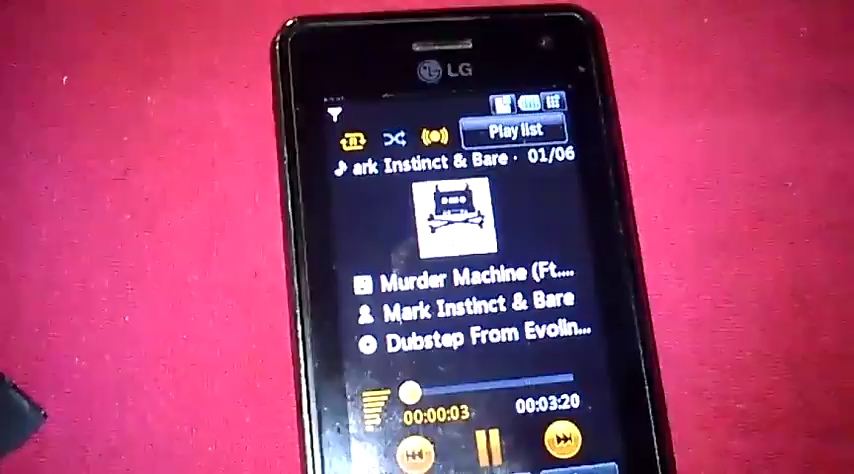 LG
Play list
ark Instinct & Bare · 01/06
Murder Machine (Ft....
Mark Instinct & Bare
Dubstep From Evolin...
00:00:03
00:03:20